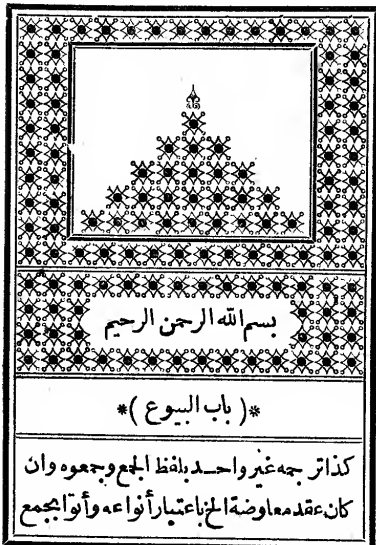 بسم الله الرحمن الرحيم
*( باب البيوع )*
كذا ترجمه غير واحد بلفظ الجمع وجمعوه وان
كان عقد معاوضة الخ باعتبار أنواعه وأتوا بجمع